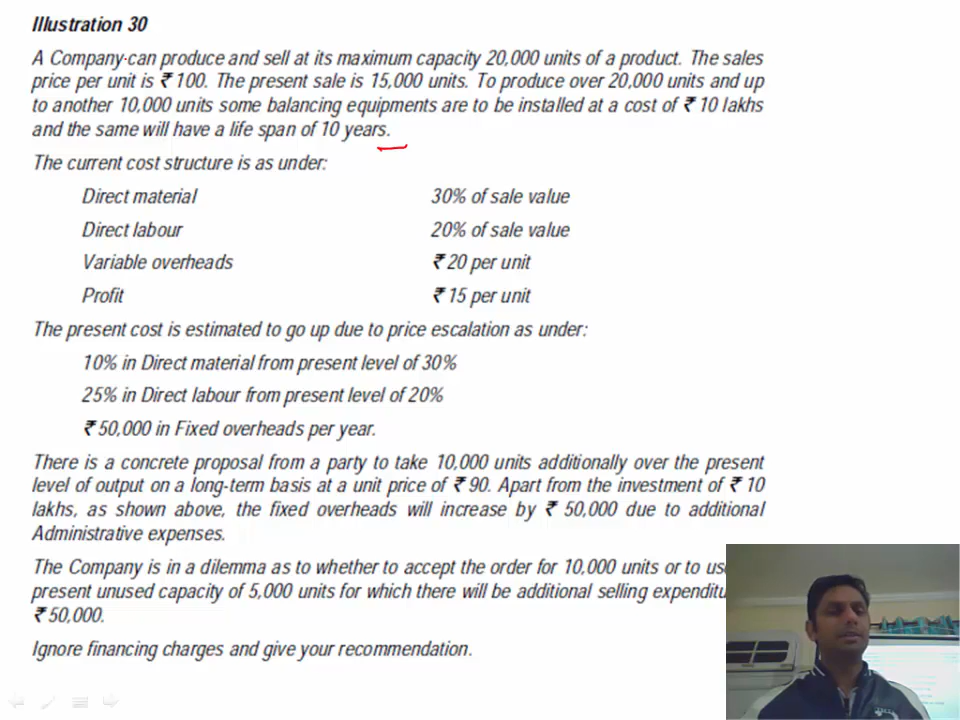 Illustration 30
A Company can produce and sell at its maximum capacity 20,000 units of a product. The sales
price per unit is ₹ 100. The present sale is 15,000 units. To produce over 20,000 units and up
to another 10,000 units some balancing equipments are to be installed at a cost of ₹ 10 lakhs
and the same will have a life span of 10 years.
The current cost structure is as under:
Direct material 30% of sale value
Direct labour 20% of sale value
Variable overheads ₹ 20 per unit
Profit ₹ 15 per unit
The present cost is estimated to go up due to price escalation as under:
10% in Direct material from present level of 30%
25% in Direct labour from present level of 20%
₹ 50,000 in Fixed overheads per year.
There is a concrete proposal from a party to take 10,000 units additionally over the present
level of output on a long-term basis at a unit price of ₹ 90. Apart from the investment of ₹ 10
lakhs, as shown above, the fixed overheads will increase by ₹ 50,000 due to additional
Administrative expenses.
The Company is in a dilemma as to whether to accept the order for 10,000 units or to
present unused capacity of 5,000 units for which there will be additional selling
₹ 50,000.
Ignore financing charges and give your recommendation.